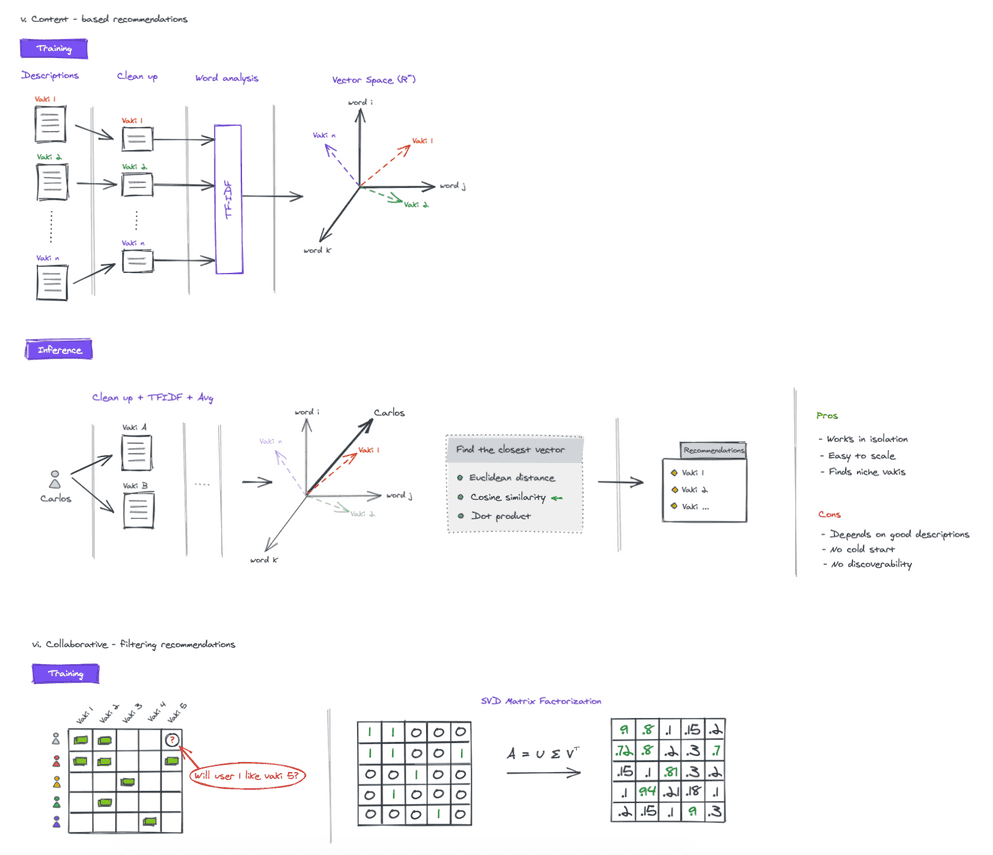 v. Content - based recommendations
Training
Descriptions
Clean up
Word analysis
Vector Space (Rⁿ)
Vaki 1
Vaki 2
Vaki n
Vaki 1
Vaki 2
Vaki n
TFIDF
word i
Vaki n
Vaki 1
word j
Vaki 2
word k
Inference
Clean up + TFIDF + Avg
Carlos
Vaki A
Vaki B
....
word i
Carlos
Vaki n
Vaki 1
word j
Vaki 2
word k
Find the closest vector
Euclidean distance
Cosine similarity
Dot product
Recommendations
Vaki 1
Vaki 2
Vaki ...
Pros
- Works in isolation
- Easy to scale
- Finds niche vakis
Cons
- Depends on good descriptions
- No cold start
- No discoverability
vi. Collaborative - filtering recommendations
Training
Vaki 1
Vaki 2
Vaki 3
Vaki 4
Vaki 5
?
Will user 1 like vaki 5?
SVD Matrix Factorization
1 1 0 0 0
1 1 0 0 1
0 0 1 0 0
0 1 0 0 0
0 0 0 1 0
A = U Σ Vᵀ
.9 .8 .1 .15 .2
.72 .8 .2 .3 .7
.15 .1 .81 .3 .2
.1 .94 .21 .18 .1
.2 .15 .1 .9 .3